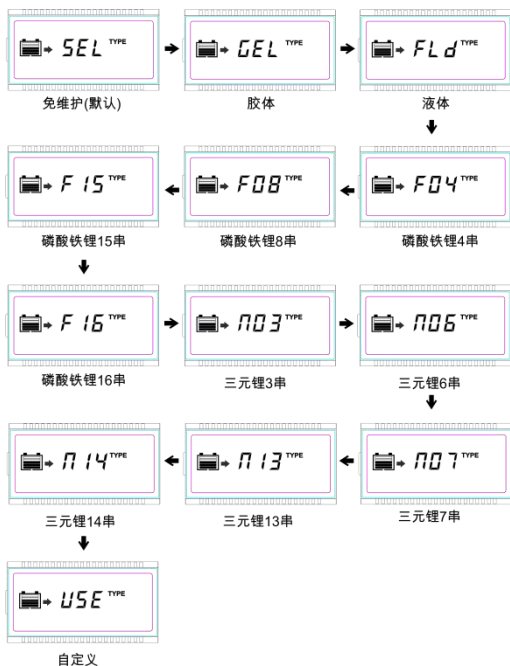 SEL TYPE
GEL TYPE
FLd TYPE
免维护(默认)
胶体
液体
F15 TYPE
F08 TYPE
F04 TYPE
磷酸铁锂15串
磷酸铁锂8串
磷酸铁锂4串
F16 TYPE
N03 TYPE
N06 TYPE
磷酸铁锂16串
三元锂3串
三元锂6串
N14 TYPE
N13 TYPE
N07 TYPE
三元锂14串
三元锂13串
三元锂7串
USE TYPE
自定义